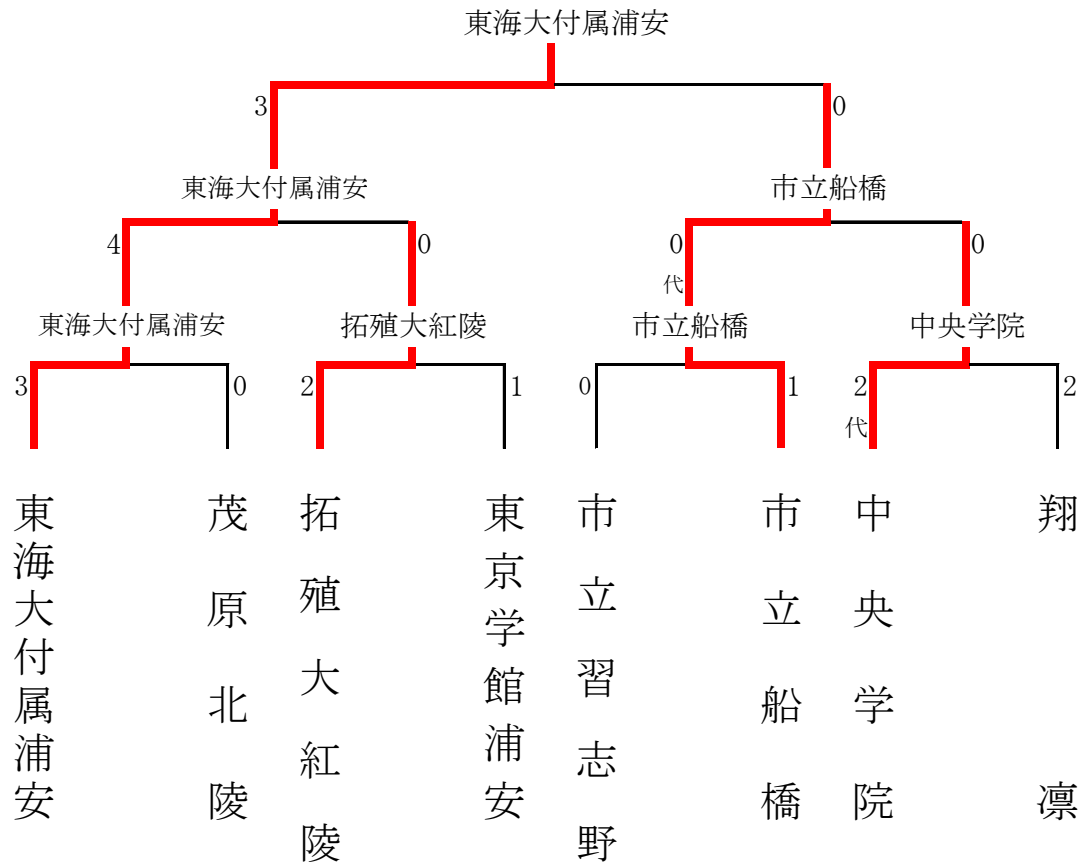 東海大付属浦安
3
0
東海大付属浦安
市立船橋
4
0
0
0
代
東海大付属浦安
拓殖大紅陵
市立船橋
中央学院
3
0
2
1
0
1
2
2
代
東海大付属浦安
茂原北陵
拓殖大紅陵
東京学館浦安
市立習志野
市立船橋
中央学院
翔凛